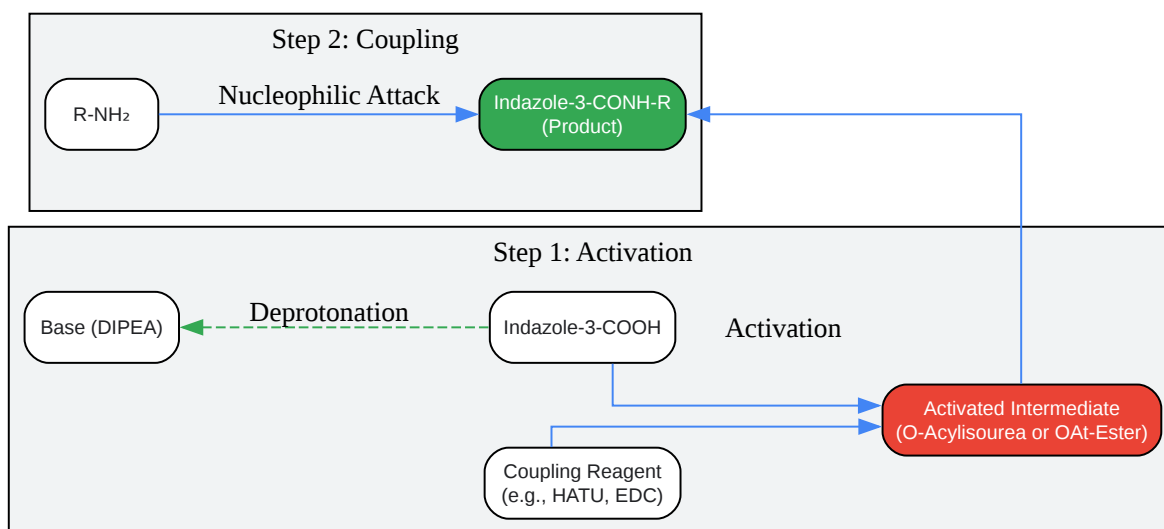 Step 2: Coupling
R-NH₂
Nucleophilic Attack
Indazole-3-CONH-R
(Product)
Step 1: Activation
Base (DIPEA)
Deprotonation
Indazole-3-COOH
Activation
Activated Intermediate
(O-Acylisourea or OAt-Ester)
Coupling Reagent
(e.g., HATU, EDC)